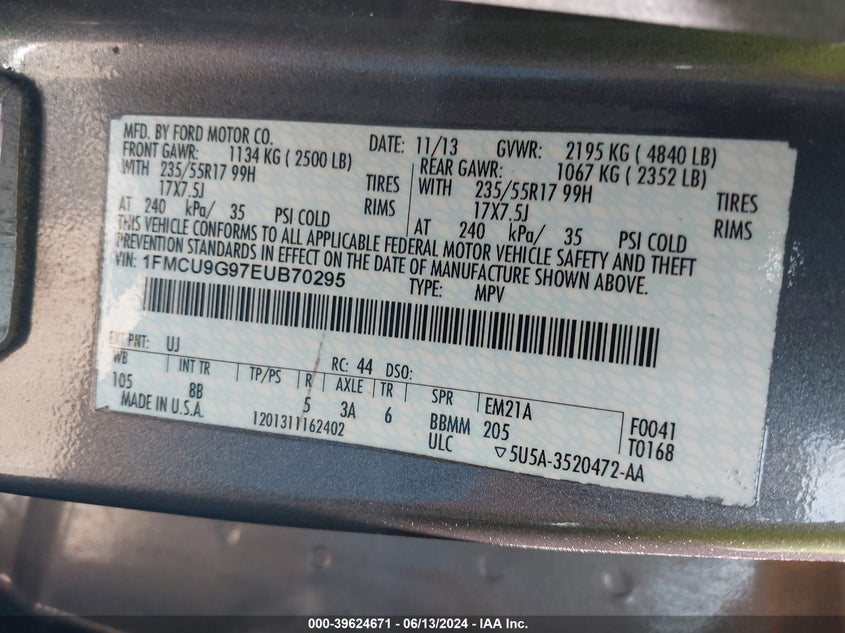 MFD. BY FORD MOTOR CO. DATE: 11/13 GVWR: 2195 KG ( 4840 LB)
FRONT GAWR: 1134 KG ( 2500 LB) REAR GAWR: 1067 KG ( 2352 LB)
WITH 235/55R17 99H TIRES WITH 235/55R17 99H TIRES
17X7.5J RIMS 17X7.5J RIMS
AT 240 kPa/ 35 PSI COLD AT 240 kPa/ 35 PSI COLD
THIS VEHICLE CONFORMS TO ALL APPLICABLE FEDERAL MOTOR VEHICLE SAFETY AND THEFT
PREVENTION STANDARDS IN EFFECT ON THE DATE OF MANUFACTURE SHOWN ABOVE.
VIN: 1FMCU9G97EUB70295 TYPE: MPV
EXT PNT: UJ RC: 44 DSO:
WB INT TR TP/PS R AXLE TR SPR EM21A F0041
105 8B 5 3A 6 BBMM 205 T0168
MADE IN U.S.A. 1201311162402 ULC ▽5U5A-3520472-AA
000-39624671 - 06/13/2024 - IAA Inc.